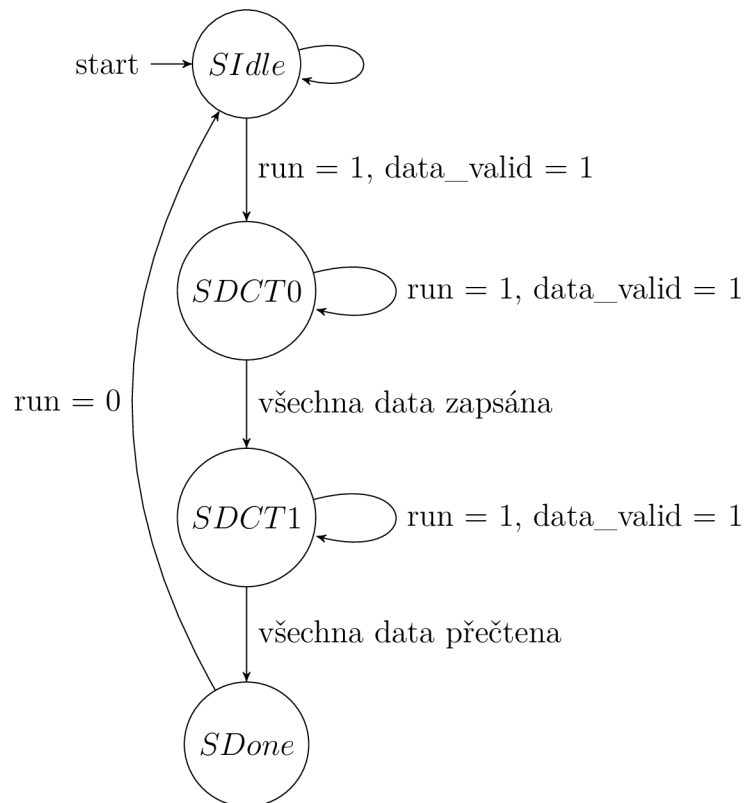 start
SIdle
run = 1, data_valid = 1
SDCT0
run = 1, data_valid = 1
run = 0
všechna data zapsána
SDCT1
run = 1, data_valid = 1
všechna data přečtena
SDone